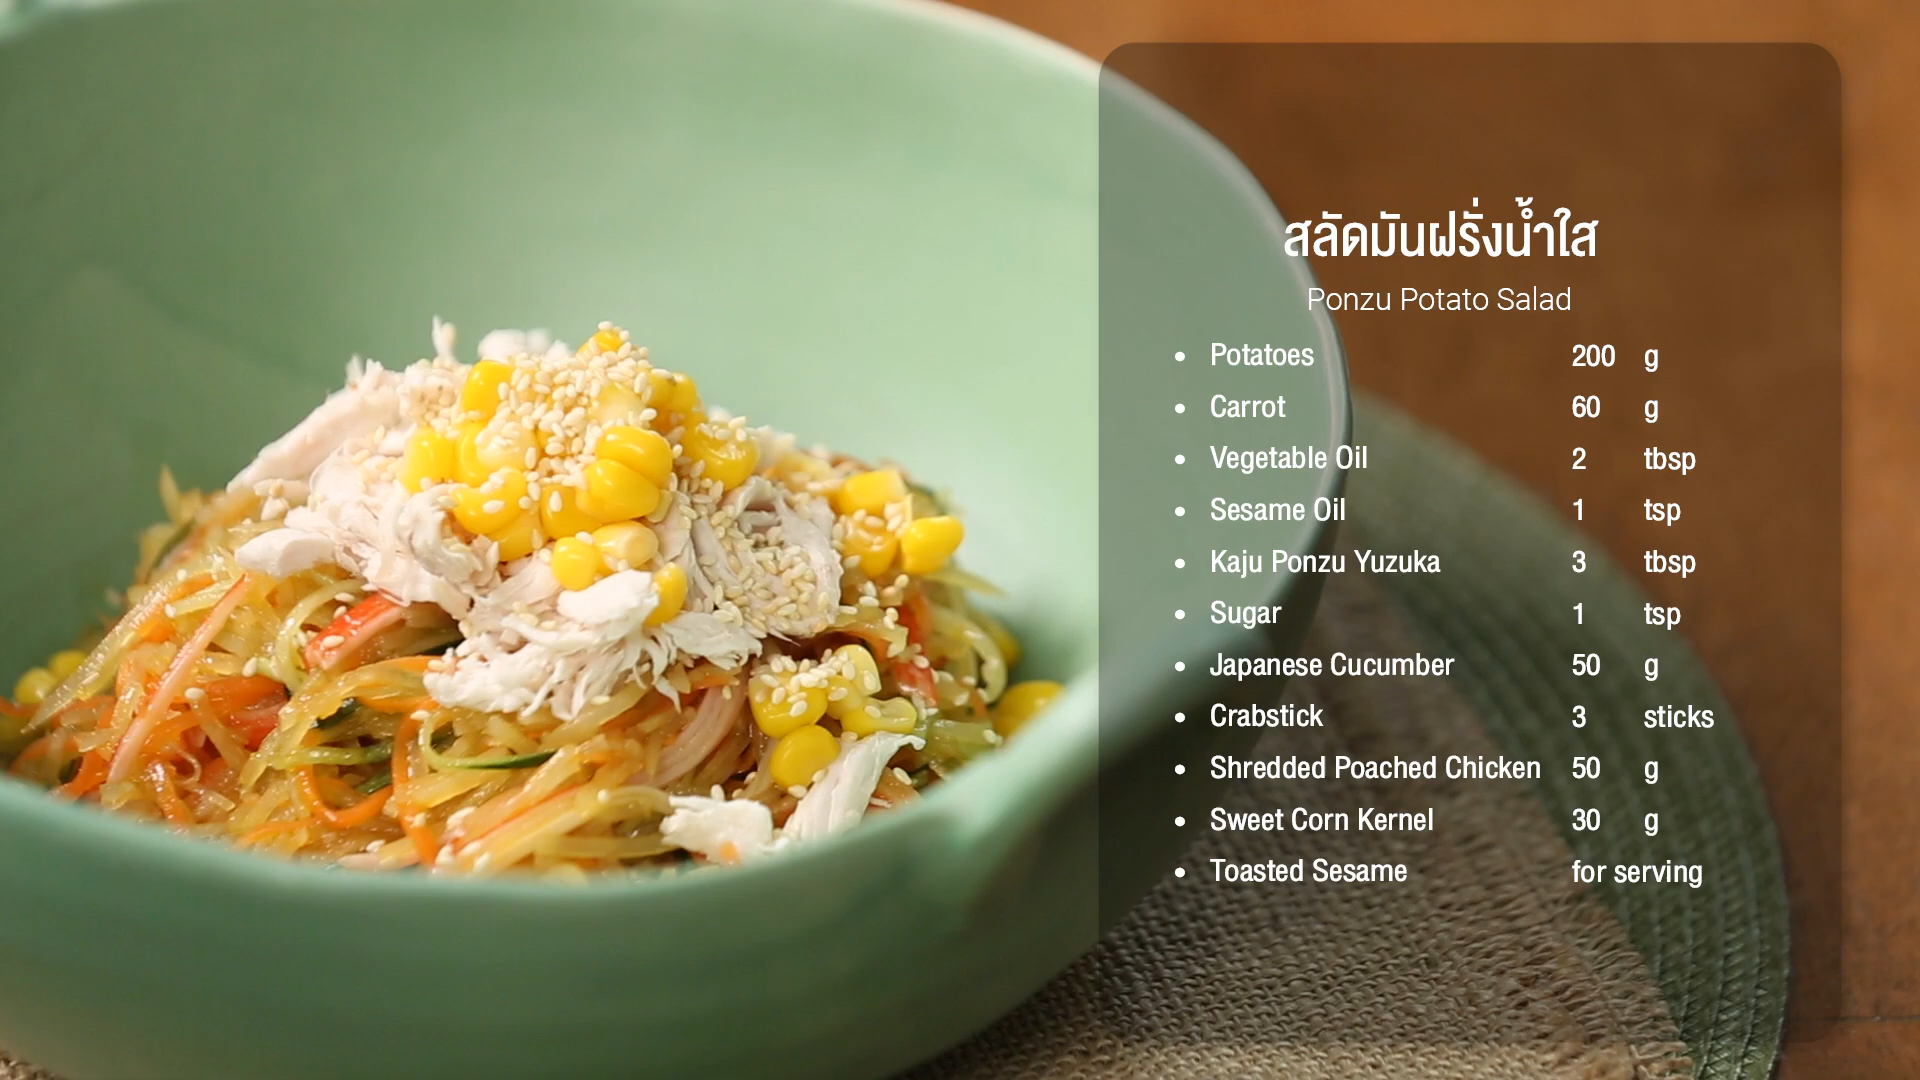 สลัดมันฝรั่งน้ำใส
Ponzu Potato Salad
• Potatoes 200 g
• Carrot 60 g
• Vegetable Oil 2 tbsp
• Sesame Oil 1 tsp
• Kaju Ponzu Yuzuka 3 tbsp
• Sugar 1 tsp
• Japanese Cucumber 50 g
• Crabstick 3 sticks
• Shredded Poached Chicken 50 g
• Sweet Corn Kernel 30 g
• Toasted Sesame for serving